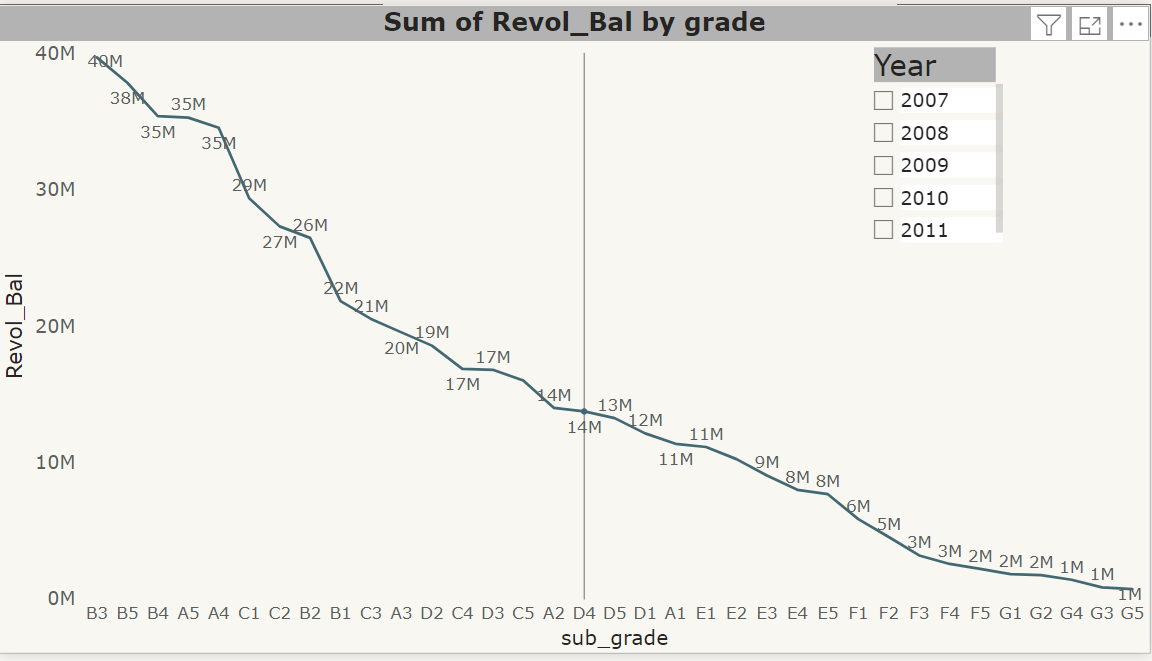 Sum of Revol_Bal by grade
Year
2007
2008
2009
2010
2011
Revol_Bal
40M
30M
20M
10M
0M
40M
38M
35M
35M
35M
29M
27M
26M
22M
21M
20M
19M
17M
17M
14M
14M
13M
12M
11M
11M
9M
8M
8M
6M
5M
3M
3M
2M
2M
2M
1M
1M
1M
B3 B5 B4 A5 A4 C1 C2 B2 B1 C3 A3 D2 C4 D3 C5 A2 D4 D5 D1 A1 E1 E2 E3 E4 E5 F1 F2 F3 F4 F5 G1 G2 G4 G3 G5
sub_grade